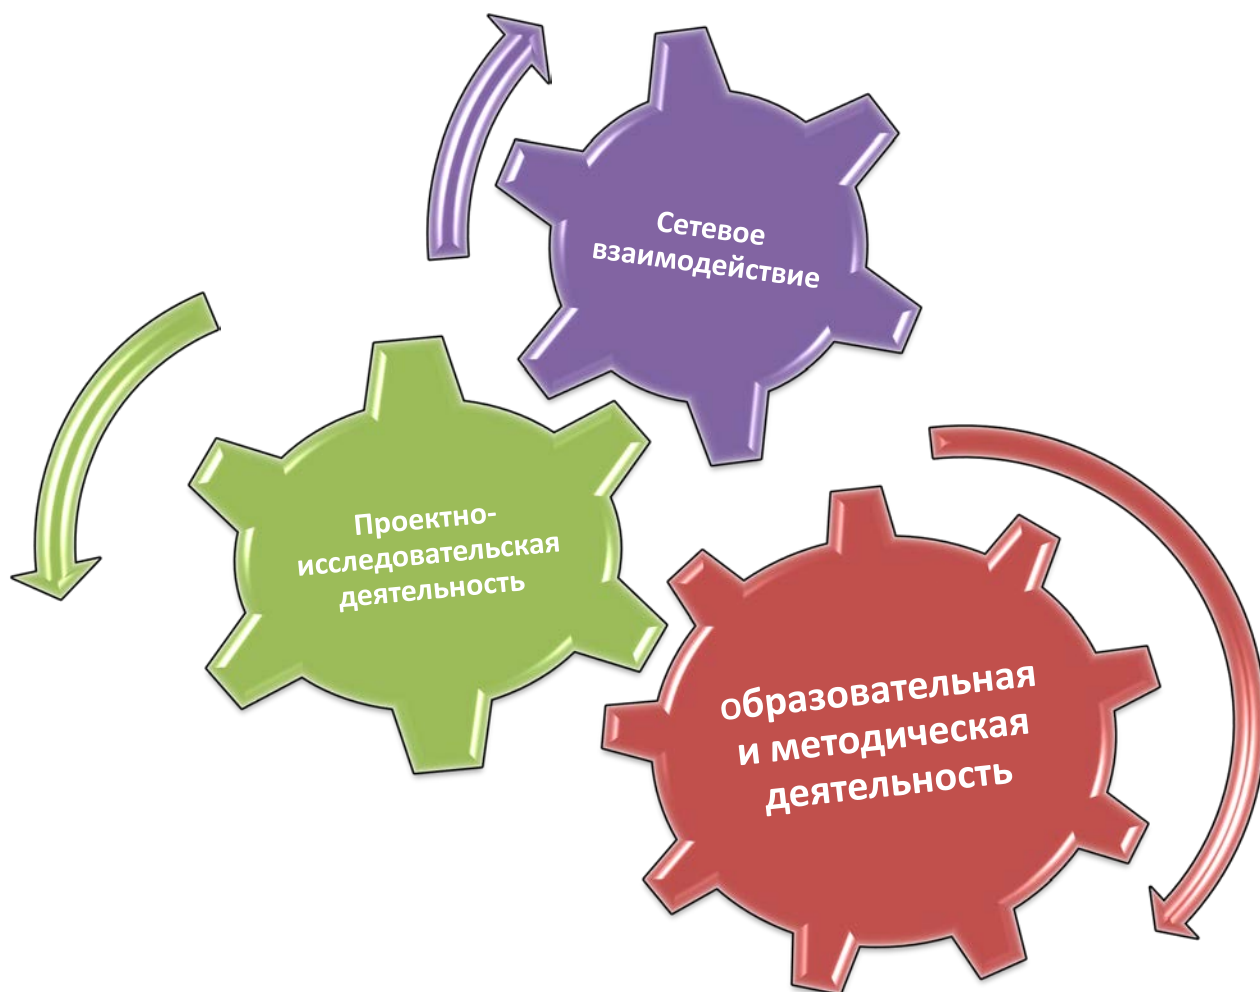 Сетевое
взаимодействие
Проектно-
исследовательская
деятельность
образовательная
и методическая
деятельность